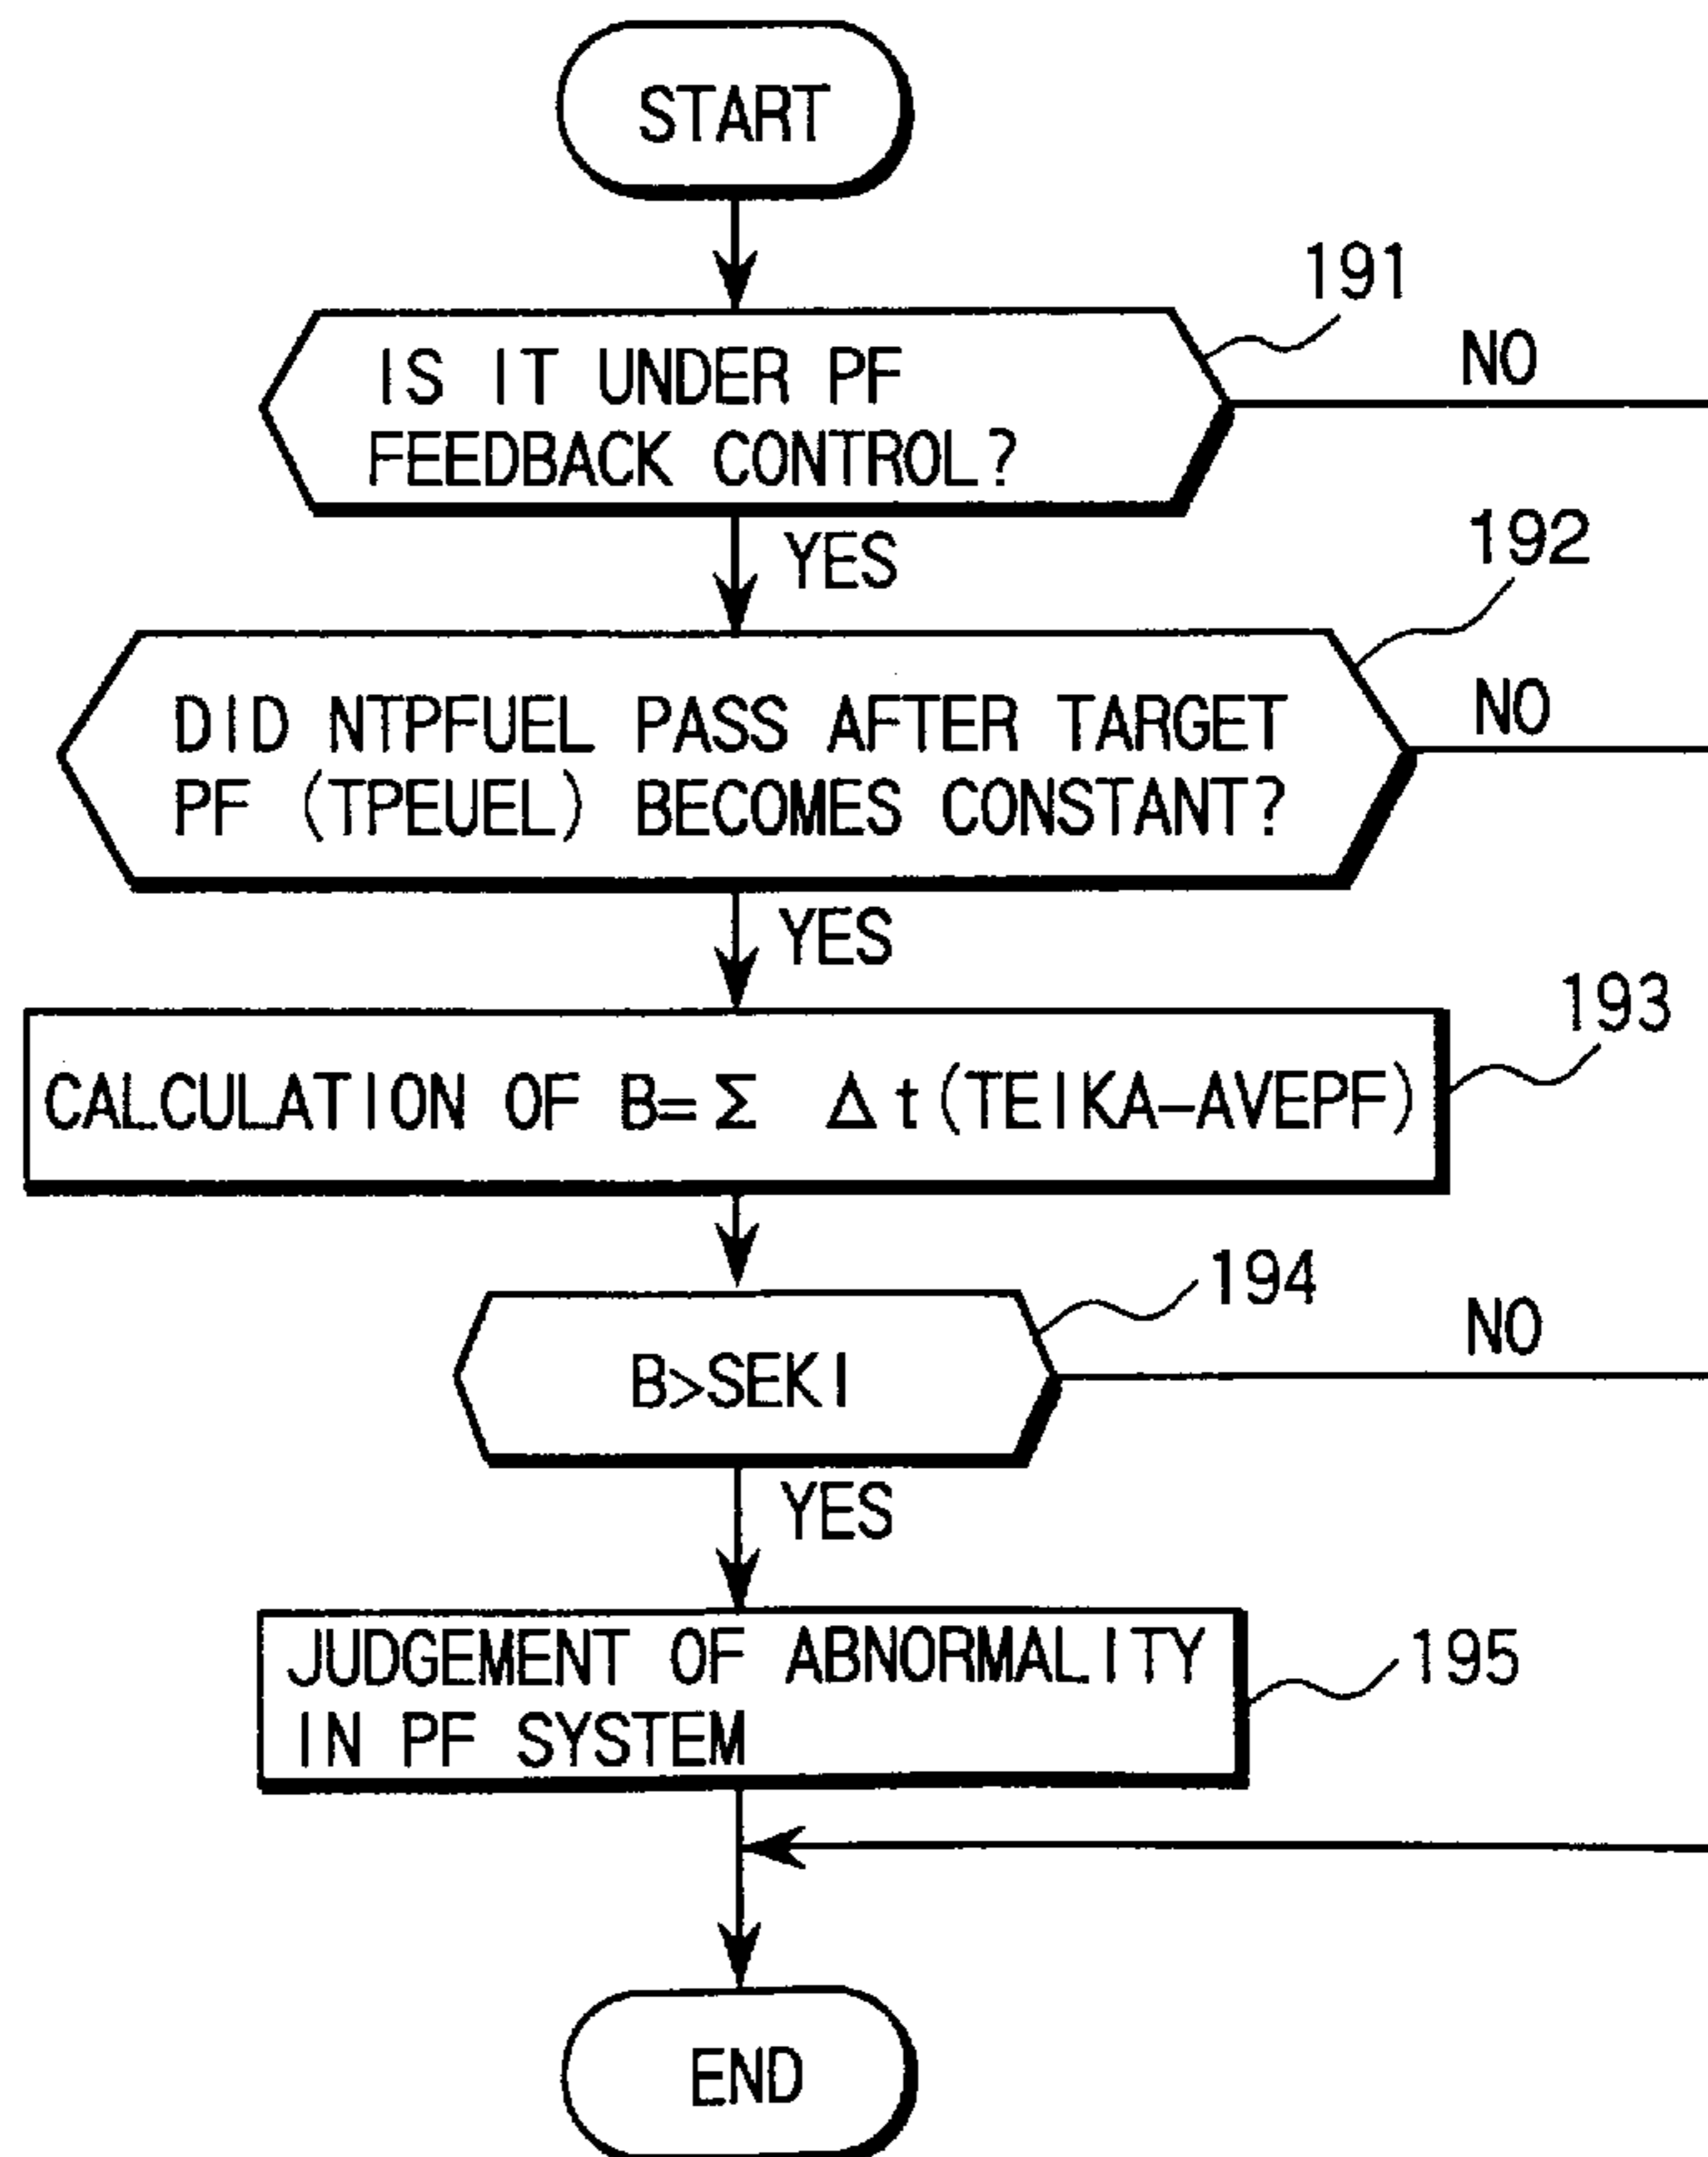 START
191
IS IT UNDER PF
FEEDBACK CONTROL?
NO
YES
192
DID NTPFUEL PASS AFTER TARGET
PF (TPEUEL) BECOMES CONSTANT?
NO
YES
193
CALCULATION OF B=Σ Δt(TEIKA-AVEPF)
194
B>SEKI
NO
YES
JUDGEMENT OF ABNORMALITY
IN PF SYSTEM
195
END